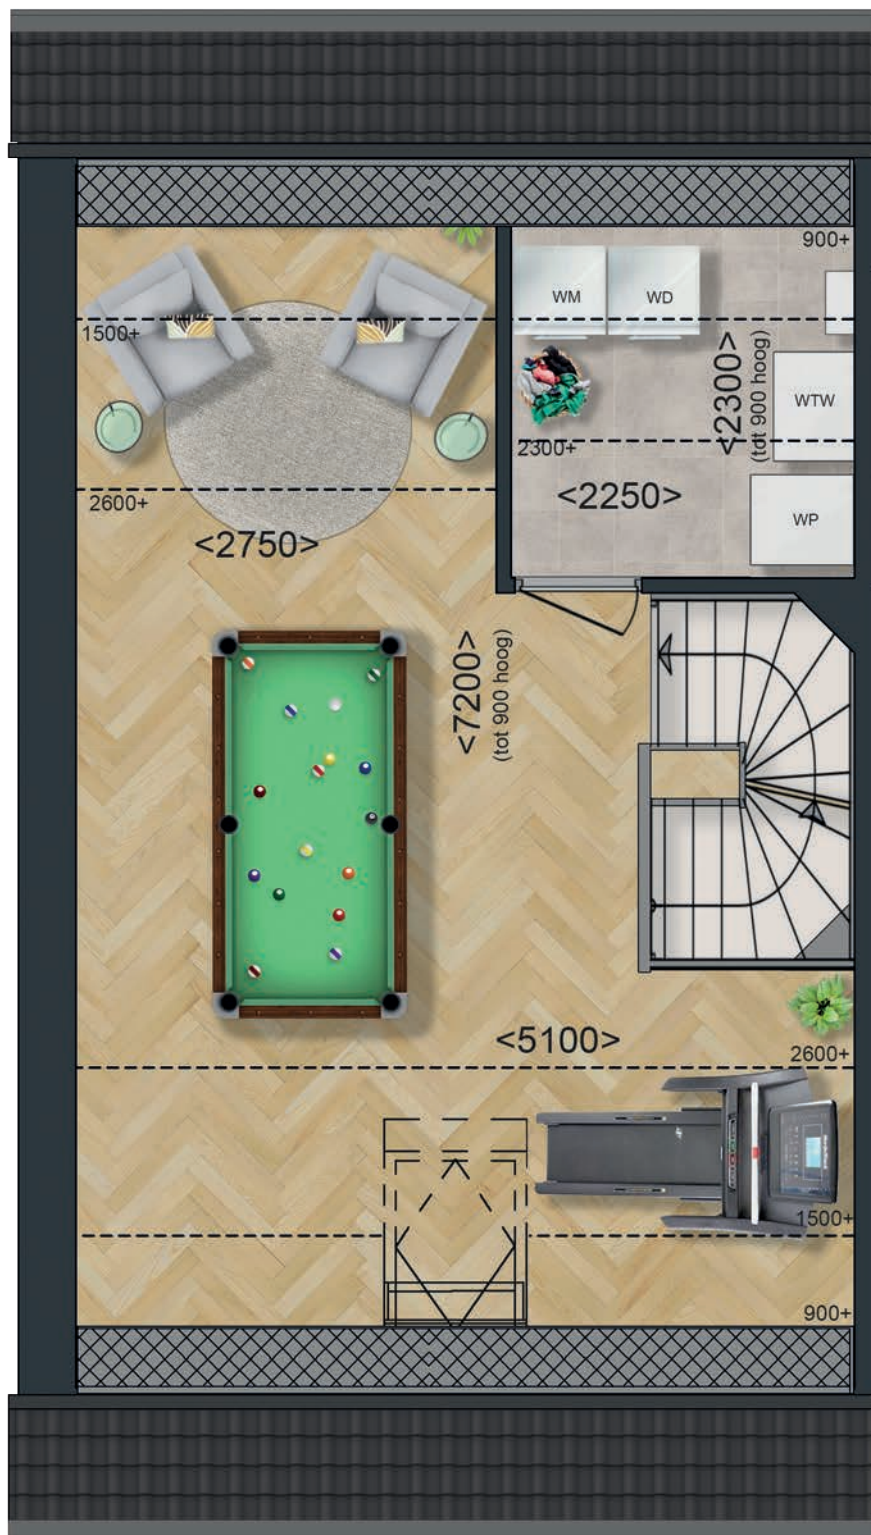 900+
WM
WD
1500+
<2300>
(tot 900 hoog)
WTW
2300+
<2250>
2600+
WP
<2750>
<7200>
(tot 900 hoog)
<5100>
2600+
1500+
900+